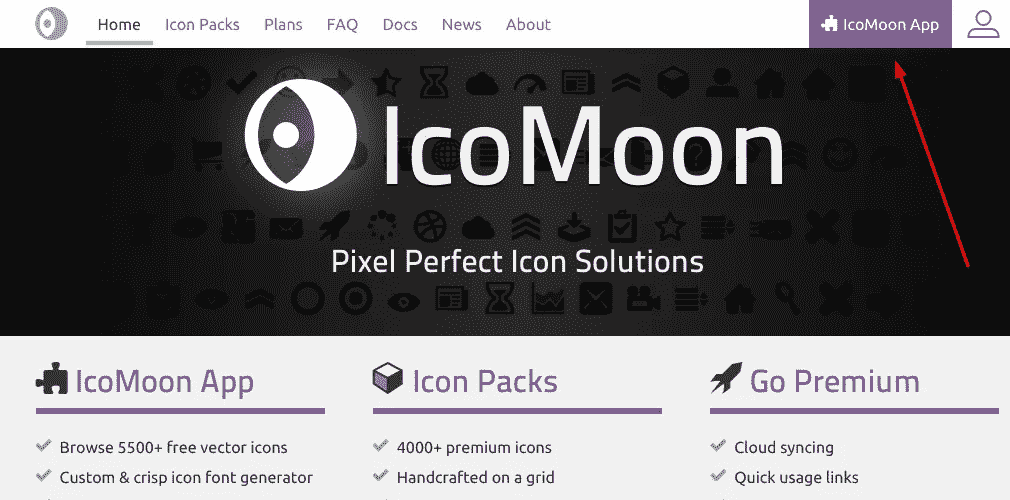 Home Icon Packs Plans FAQ Docs News About IcoMoon App
IcoMoon
Pixel Perfect Icon Solutions
IcoMoon App
Browse 5500+ free vector icons
Custom & crisp icon font generator
Icon Packs
4000+ premium icons
Handcrafted on a grid
Go Premium
Cloud syncing
Quick usage links